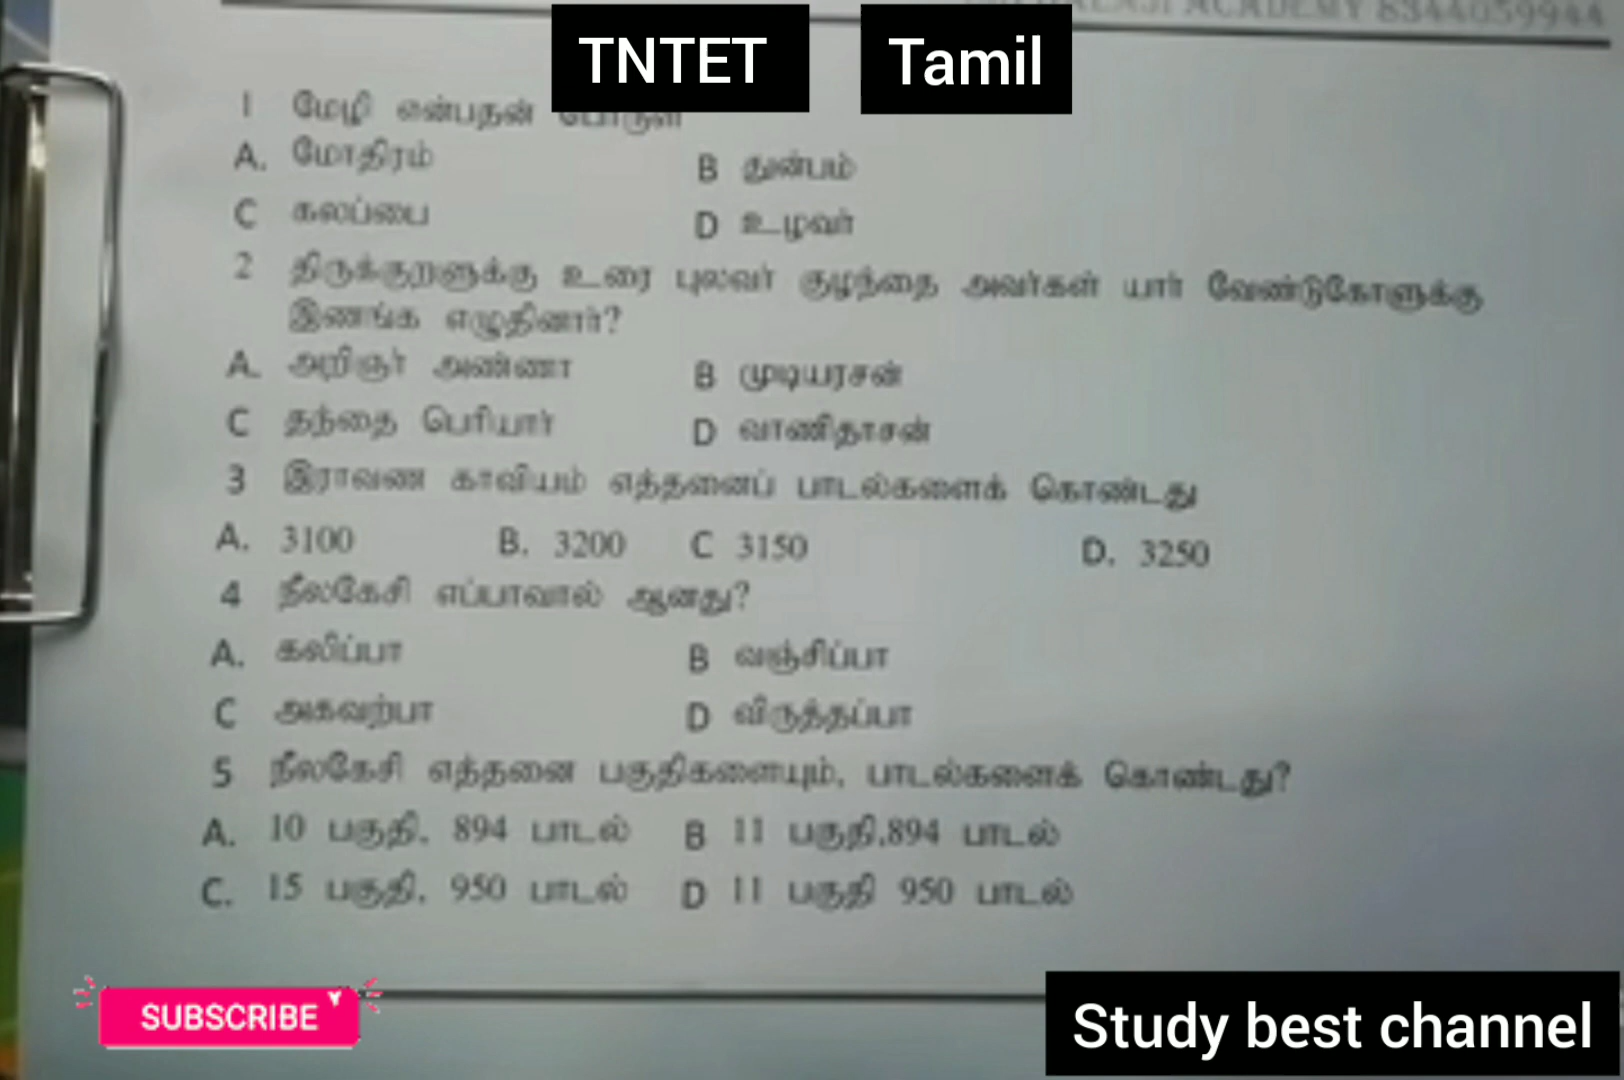 ACADEMY 8344059944
TNTET Tamil
1 மேழி என்பதன் பொருள்
A. மோதிரம் B துன்பம்
C கலப்பை D உழவர்
2 திருக்குறளுக்கு உரை புலவர் குழந்தை அவர்கள் யார் வேண்டுகோளுக்கு
இணங்க எழுதினார்?
A. அறிஞர் அண்ணா B முடியரசன்
C தந்தை பெரியார் D வாணிதாசன்
3 இராவண காவியம் எத்தனைப் பாடல்களைக் கொண்டது
A. 3100 B. 3200 C 3150 D. 3250
4 நீலகேசி எப்பாவால் ஆனது?
A. கலிப்பா B வஞ்சிப்பா
C அகவற்பா D விருத்தப்பா
5 நீலகேசி எத்தனை பகுதிகளையும், பாடல்களைக் கொண்டது?
A. 10 பகுதி, 894 பாடல் B 11 பகுதி,894 பாடல்
C. 15 பகுதி, 950 பாடல் D 11 பகுதி 950 பாடல்
SUBSCRIBE
Study best channel